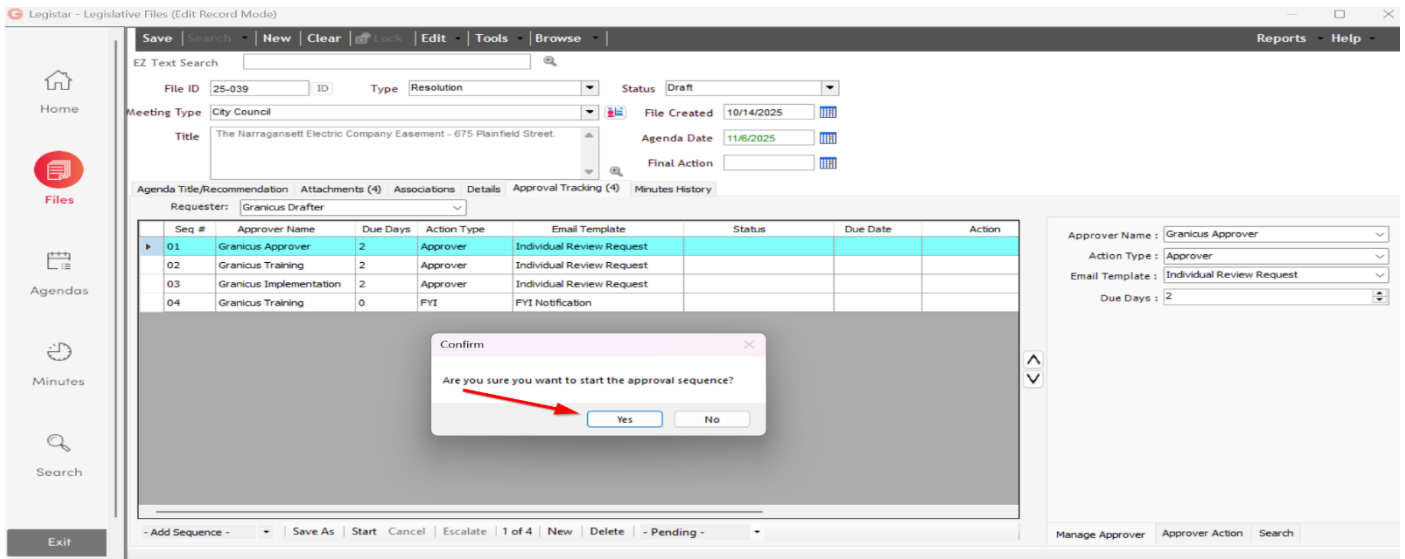 Legistar - Legislative Files (Edit Record Mode)
Save Search New Clear Lock Edit Tools Browse Reports Help
EZ Text Search
File ID 25-039 ID Type Resolution Status Draft
Meeting Type City Council File Created 10/14/2025
Title The Narragansett Electric Company Easement - 675 Plainfield Street. Agenda Date 11/6/2025
Final Action
Home
Files
Agendas
Minutes
Search
Exit
Agenda Title/Recommendation Attachments (4) Associations Details Approval Tracking (4) Minutes History
Requester: Granicus Drafter
Seq # Approver Name Due Days Action Type Email Template Status Due Date Action
01 Granicus Approver 2 Approver Individual Review Request
02 Granicus Training 2 Approver Individual Review Request
03 Granicus Implementation 2 Approver Individual Review Request
04 Granicus Training 0 FYI FYI Notification
Confirm
Are you sure you want to start the approval sequence?
Yes No
Approver Name : Granicus Approver
Action Type : Approver
Email Template : Individual Review Request
Due Days : 2
- Add Sequence - Save As Start Cancel Escalate 1 of 4 New Delete - Pending -
Manage Approver Approver Action Search